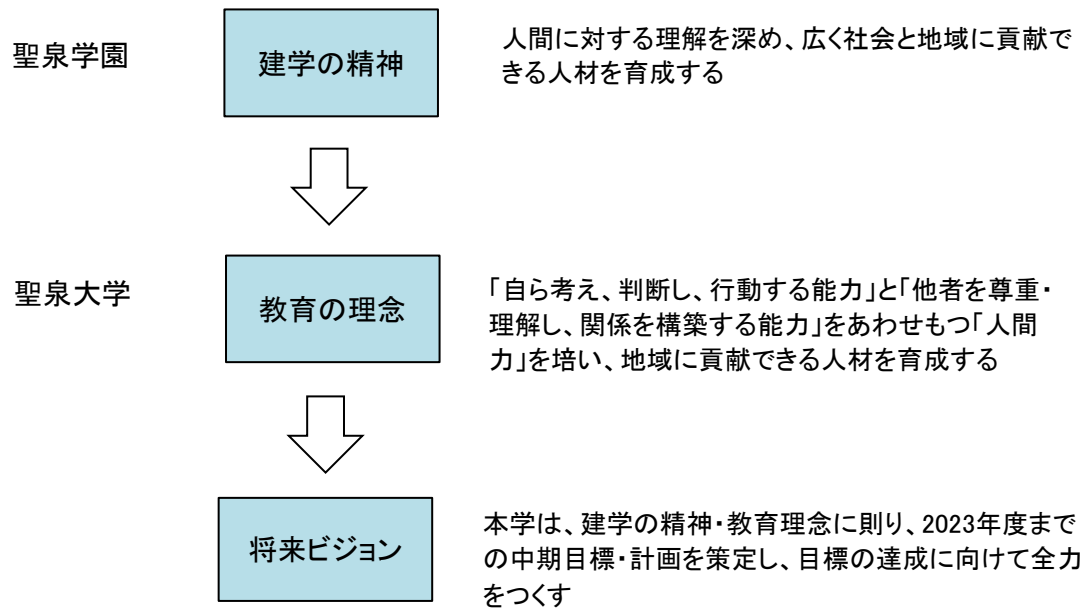 聖泉学園
建学の精神
人間に対する理解を深め、広く社会と地域に貢献で
きる人材を育成する
聖泉大学
教育の理念
「自ら考え、判断し、行動する能力」と「他者を尊重・
理解し、関係を構築する能力」をあわせもつ「人間
力」を培い、地域に貢献できる人材を育成する
将来ビジョン
本学は、建学の精神・教育理念に則り、2023年度まで
の中期目標・計画を策定し、目標の達成に向けて全力
をつくす